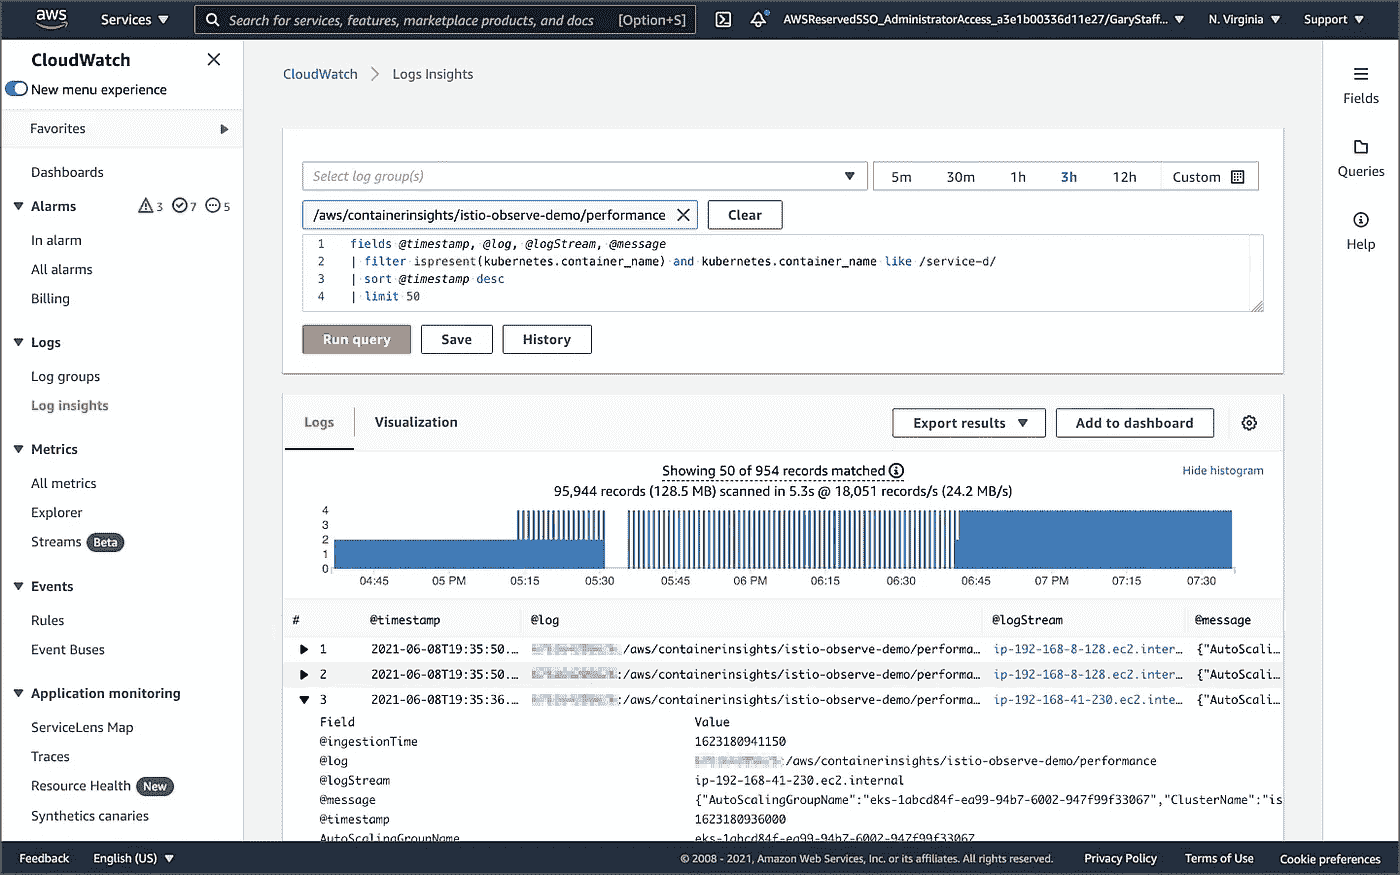 aws
Services
Search for services, features, marketplace products, and docs [Option+S]
AWSReservedSSO_AdministratorAccess_a3e1b00336d11e27/GaryStaff...
N. Virginia
Support
CloudWatch
New menu experience
Favorites
Dashboards
Alarms 3 7 5
In alarm
All alarms
Billing
Logs
Log groups
Log insights
Metrics
All metrics
Explorer
Streams Beta
Events
Rules
Event Buses
Application monitoring
ServiceLens Map
Traces
Resource Health New
Synthetics canaries
CloudWatch > Logs Insights
Select log group(s)
5m 30m 1h 3h 12h Custom
/aws/containerinsights/istio-observe-demo/performance
Clear
1 fields @timestamp, @log, @logStream, @message
2 | filter ispresent(kubernetes.container_name) and kubernetes.container_name like /service-d/
3 | sort @timestamp desc
4 | limit 50
Run query
Save
History
Logs
Visualization
Export results
Add to dashboard
Showing 50 of 954 records matched
Hide histogram
95,944 records (128.5 MB) scanned in 5.3s @ 18,051 records/s (24.2 MB/s)
4
3
2
1
0
04:45 05 PM 05:15 05:30 05:45 06 PM 06:15 06:30 06:45 07 PM 07:15 07:30
# @timestamp @log @logStream @message
1 2021-06-08T19:35:50.... :/aws/containerinsights/istio-observe-demo/performa... ip-192-168-8-128.ec2.inter... {"AutoScali...
2 2021-06-08T19:35:50.... :/aws/containerinsights/istio-observe-demo/performa... ip-192-168-8-128.ec2.inter... {"AutoScali...
3 2021-06-08T19:35:36.... :/aws/containerinsights/istio-observe-demo/performa... ip-192-168-41-230.ec2.inte... {"AutoScali...
Field Value
@ingestionTime 1623180941150
@log :/aws/containerinsights/istio-observe-demo/performance
@logStream ip-192-168-41-230.ec2.internal
@message {"AutoScalingGroupName":"eks-1abcd84f-ea99-94b7-6002-947f99f33067","ClusterName":"is
@timestamp 1623180936000
AutoScalingGroupName eks-1abcd84f-ea99-94b7-6002-947f99f33067
Fields
Queries
Help
Feedback
English (US)
© 2008 - 2021, Amazon Web Services, Inc. or its affiliates. All rights reserved.
Privacy Policy
Terms of Use
Cookie preferences